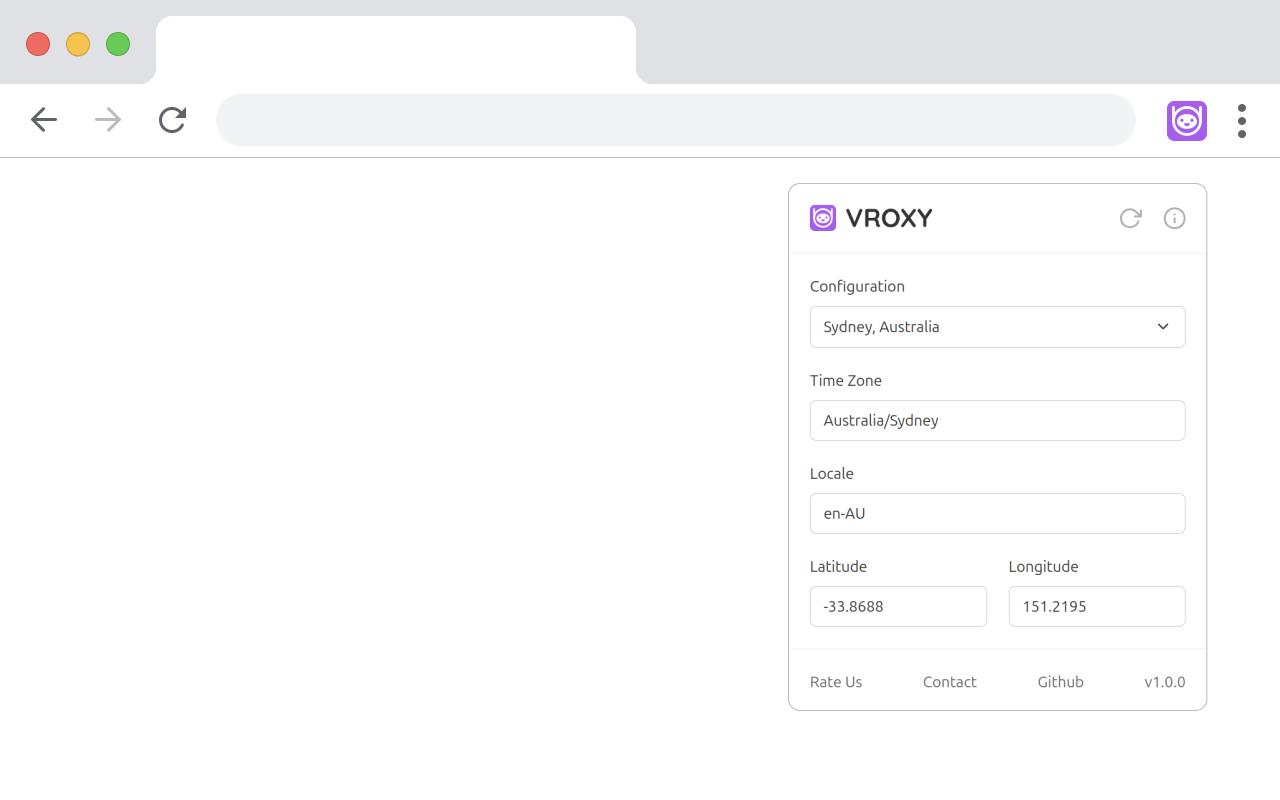 VROXY
Configuration
Sydney, Australia
Time Zone
Australia/Sydney
Locale
en-AU
Latitude Longitude
-33.8688 151.2195
Rate Us Contact Github v1.0.0